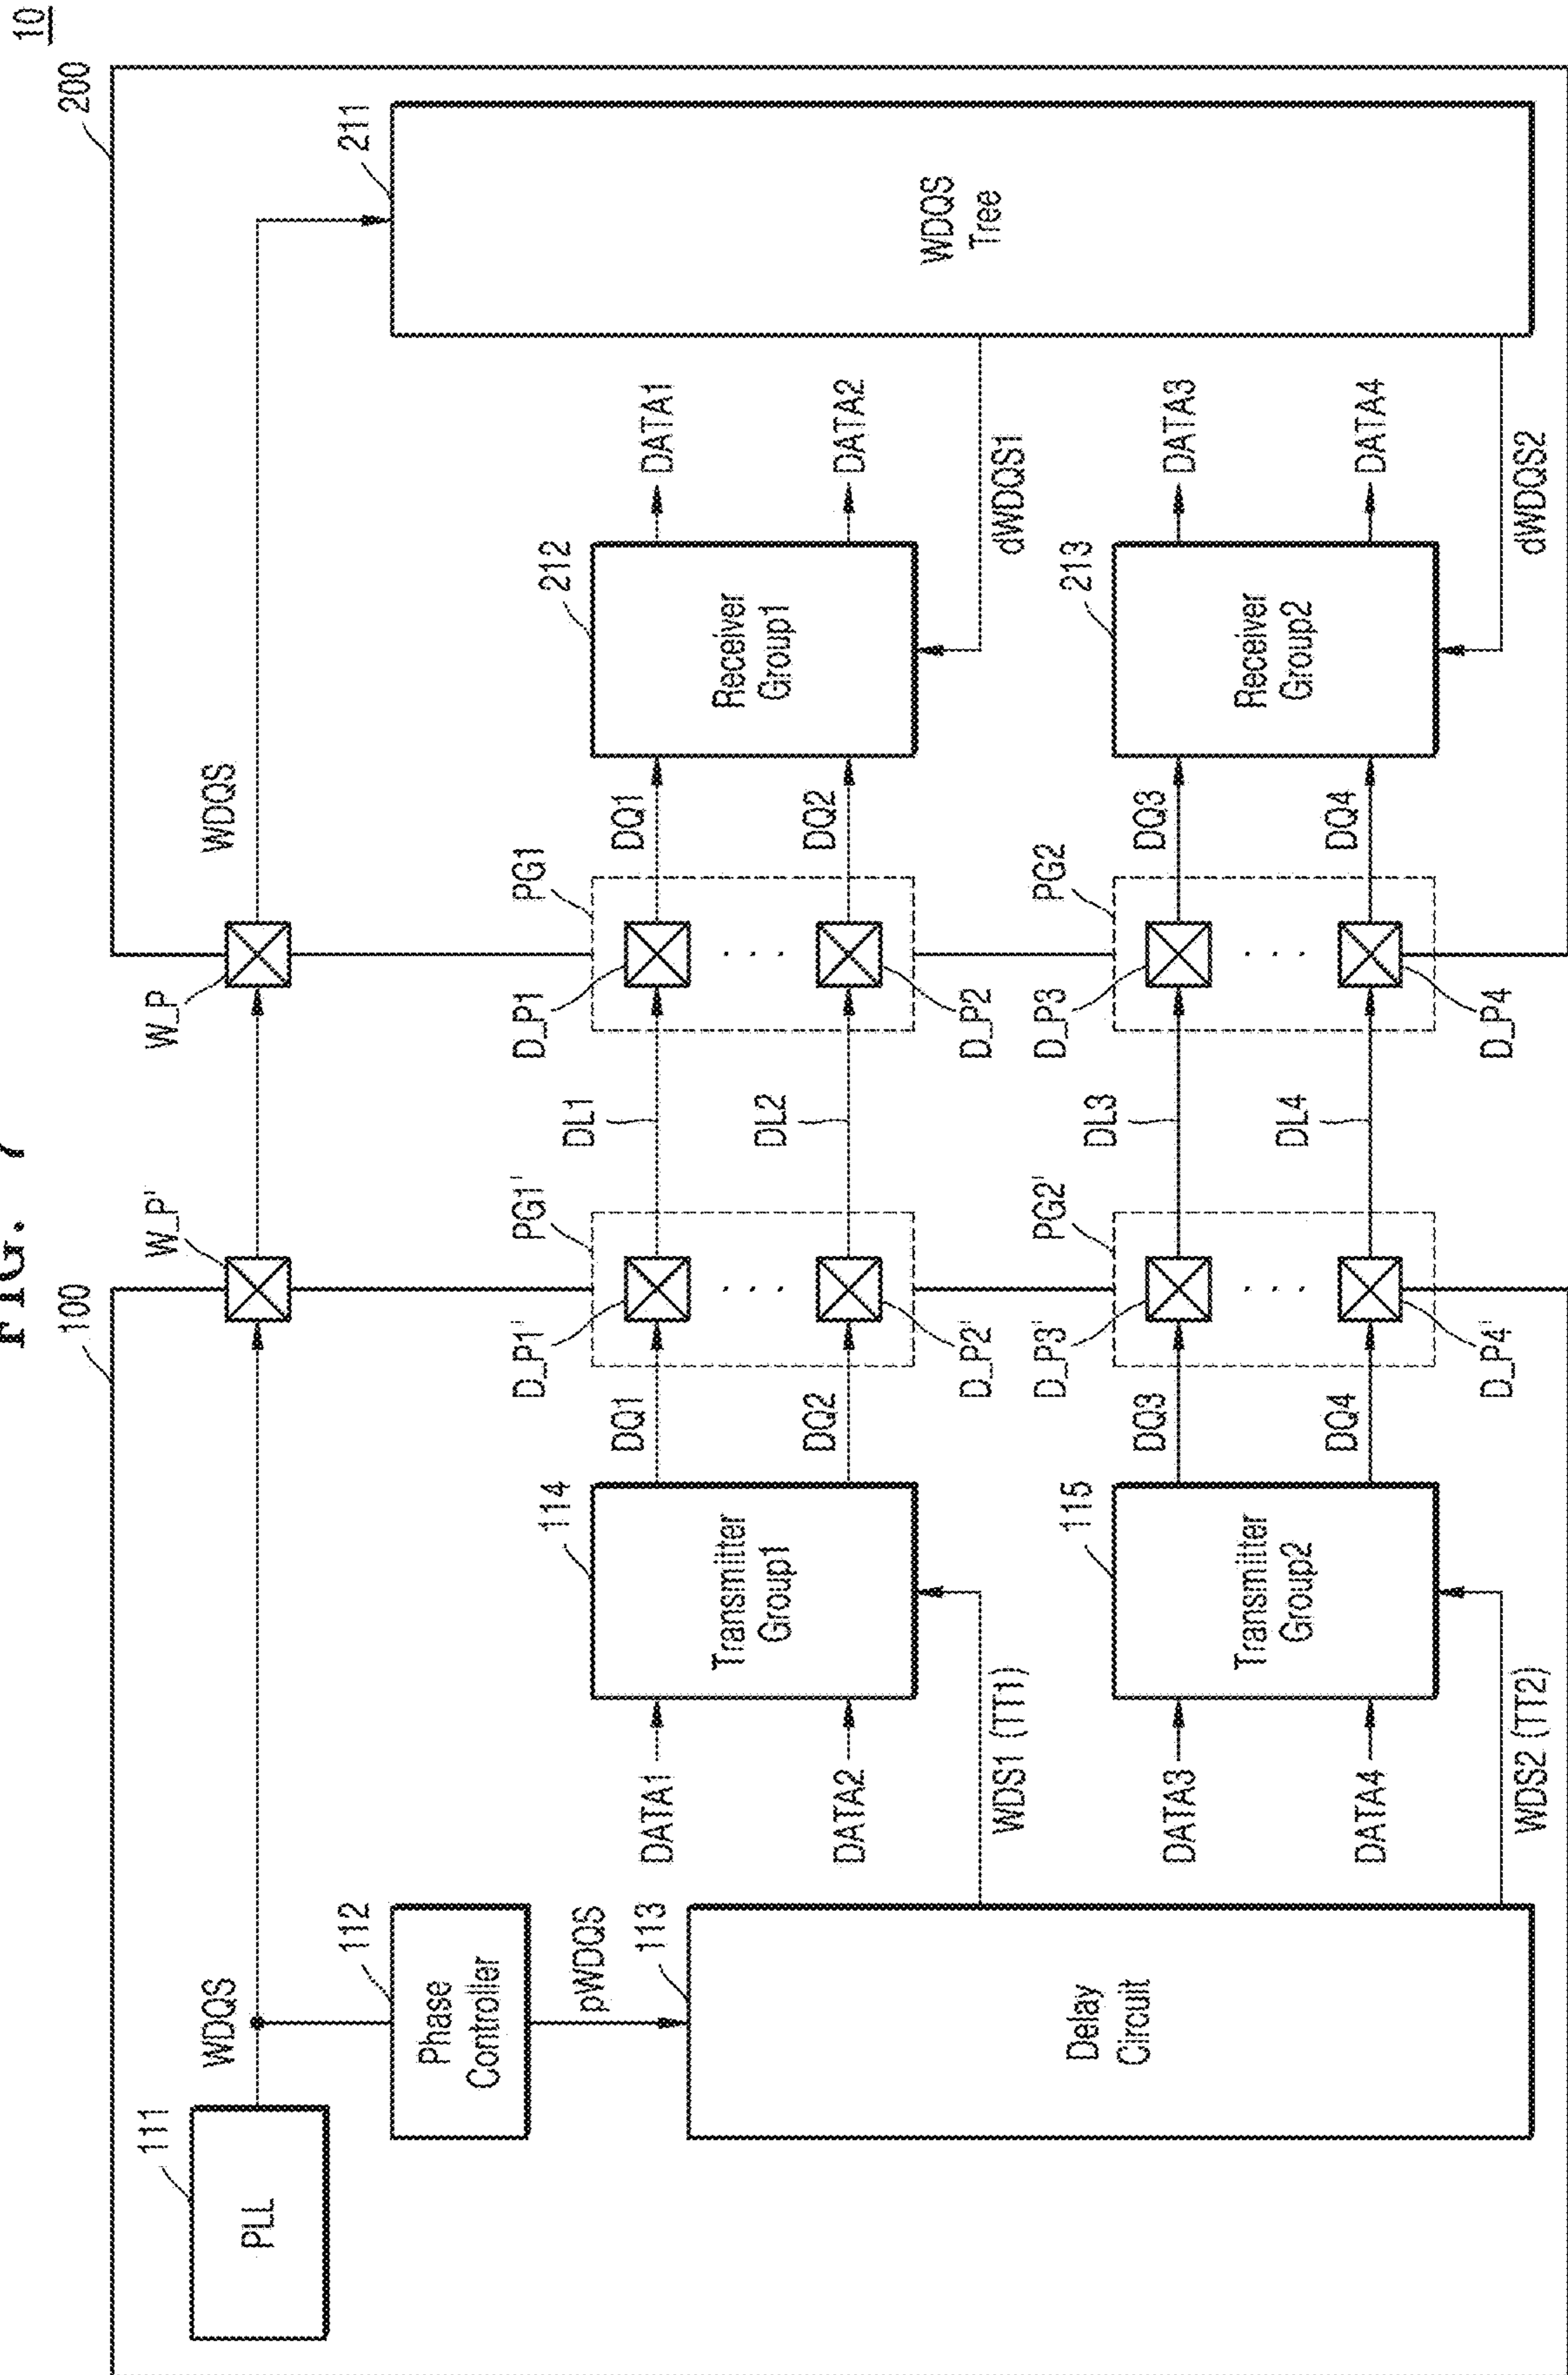 FIG. 7
10
100
200
111
PLL
WDQS
W_P'
W_P
WDQS
112
Phase
Controller
pWDQS
113
Delay
Circuit
211
WDQS
Tree
DATA1
DATA2
114
Transmitter
Group1
WDS1 (TT1)
DQ1
DQ2
PG1'
D_P1'
. . .
D_P2'
DL1
DL2
PG1
D_P1
. . .
D_P2
DQ1
DQ2
212
Receiver
Group1
DATA1
DATA2
dWDQS1
DATA3
DATA4
115
Transmitter
Group2
WDS2 (TT2)
DQ3
DQ4
PG2'
D_P3'
. . .
D_P4'
DL3
DL4
PG2
D_P3
. . .
D_P4
DQ3
DQ4
213
Receiver
Group2
DATA3
DATA4
dWDQS2